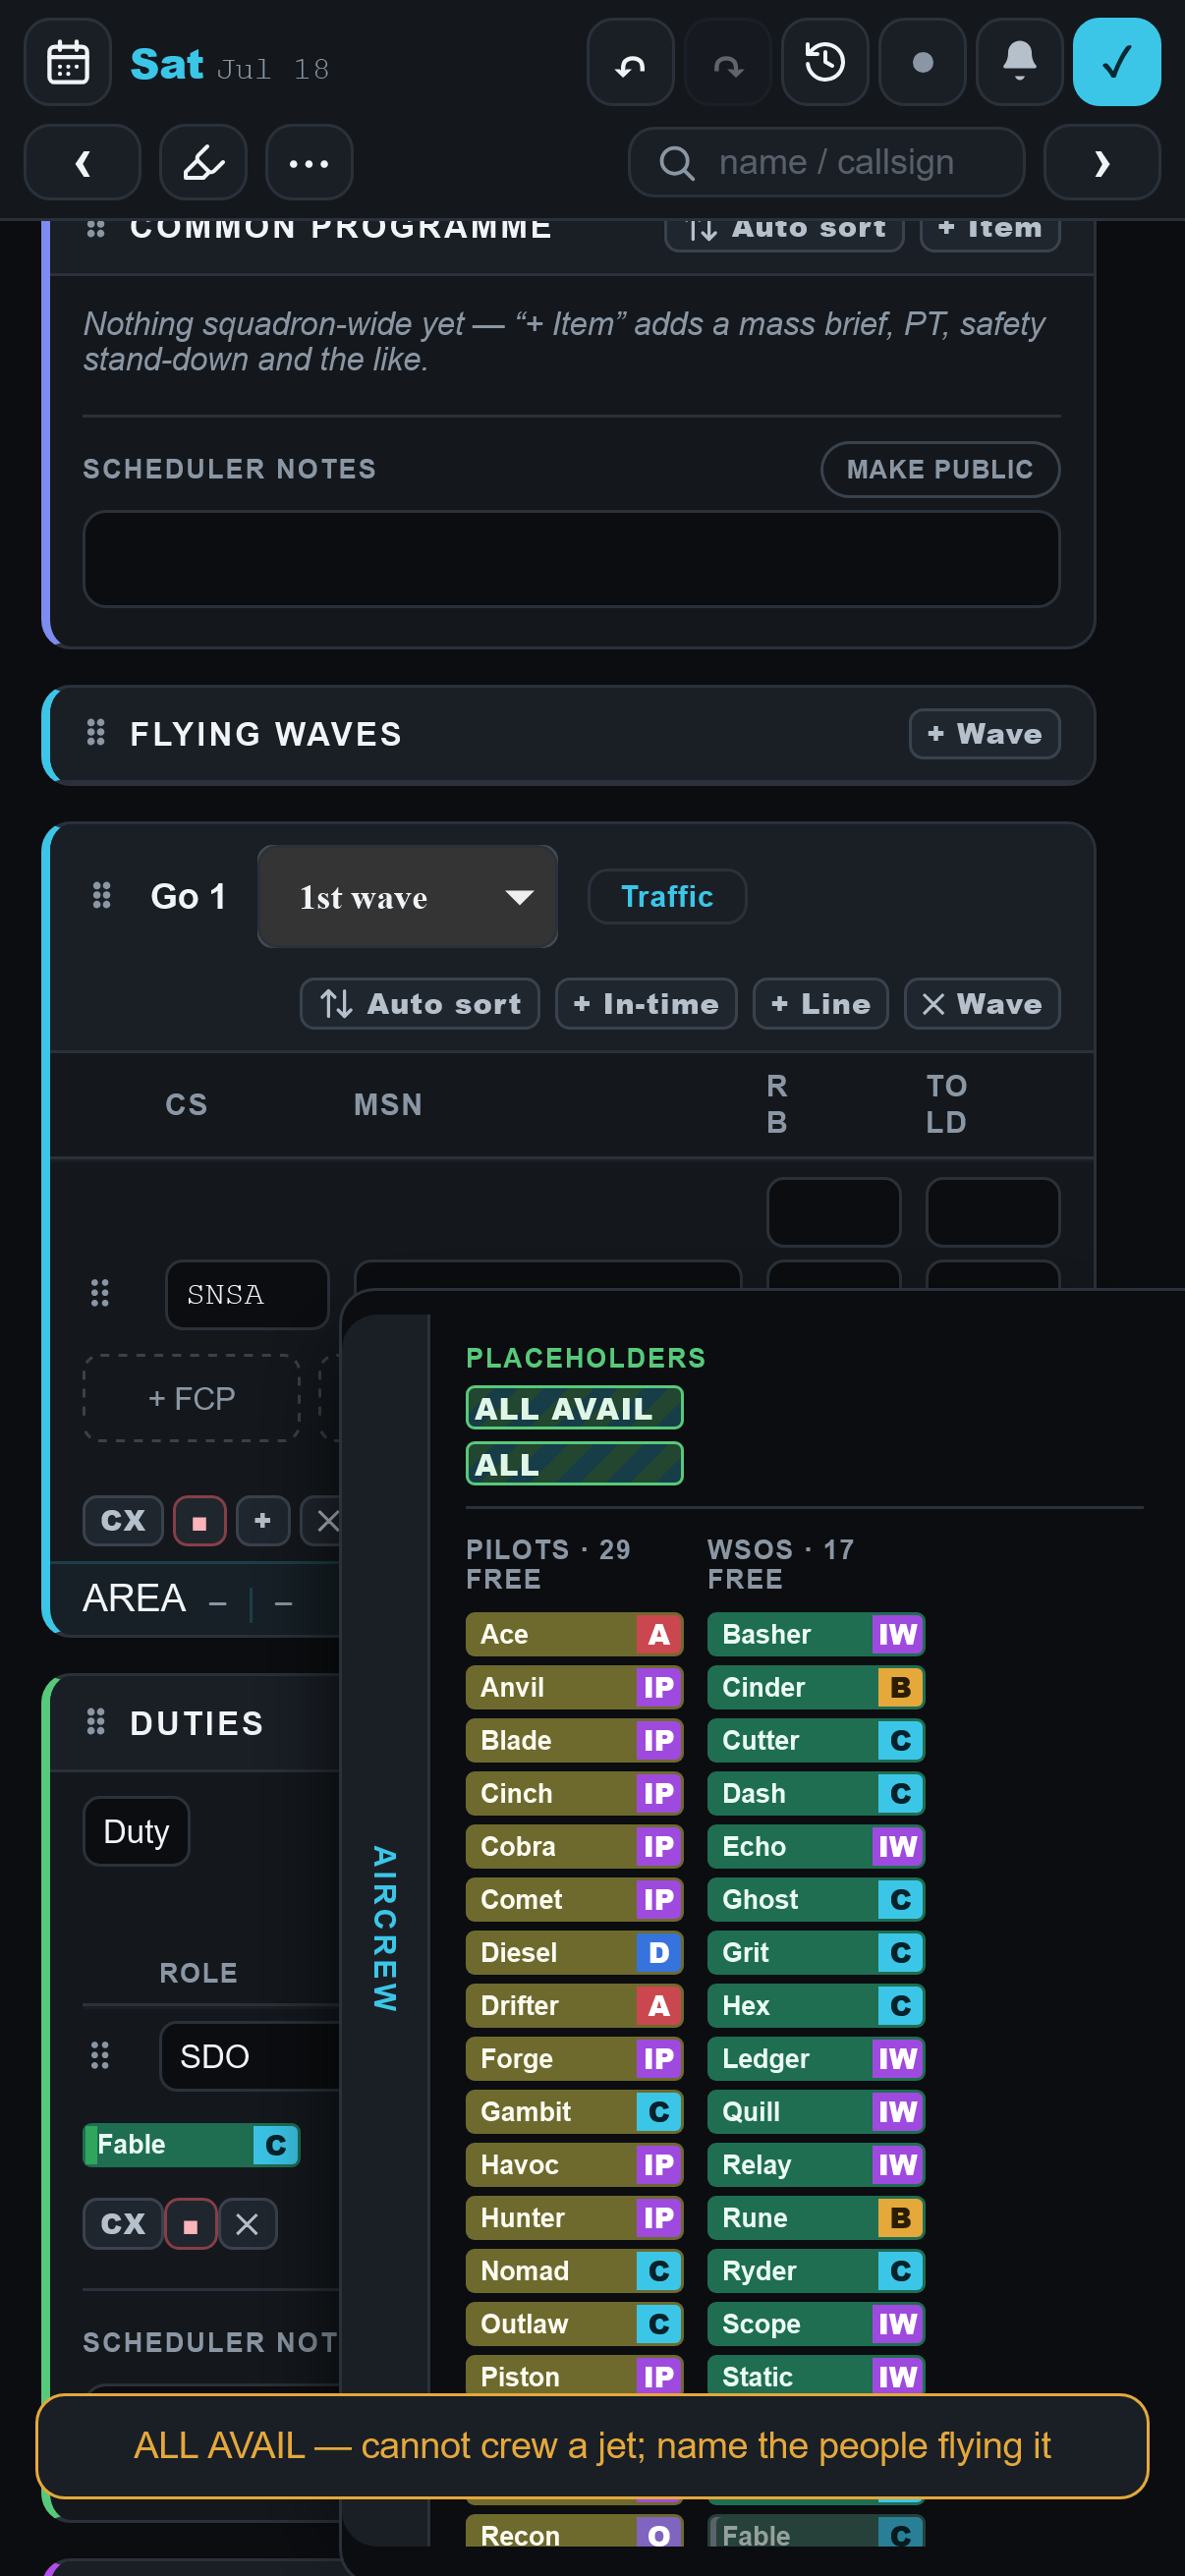 Sat Jul 18
name / callsign
COMMON PROGRAMME
Auto sort
+ Item
Nothing squadron-wide yet — “+ Item” adds a mass brief, PT, safety
stand-down and the like.
SCHEDULER NOTES
MAKE PUBLIC
FLYING WAVES
+ Wave
Go 1
1st wave
Traffic
Auto sort
+ In-time
+ Line
× Wave
CS
MSN
R
B
TO
LD
SNSA
+ FCP
CX
+
AREA – | –
DUTIES
Duty
ROLE
SDO
Fable C
CX
SCHEDULER NOT
AIRCREW
PLACEHOLDERS
ALL AVAIL
ALL
PILOTS · 29
FREE
WSOS · 17
FREE
Ace A
Basher IW
Anvil IP
Cinder B
Blade IP
Cutter C
Cinch IP
Dash C
Cobra IP
Echo IW
Comet IP
Ghost C
Diesel D
Grit C
Drifter A
Hex C
Forge IP
Ledger IW
Gambit C
Quill IW
Havoc IP
Relay IW
Hunter IP
Rune B
Nomad C
Ryder C
Outlaw C
Scope IW
Piston IP
Static IW
ALL AVAIL — cannot crew a jet; name the people flying it
Recon O
Fable C